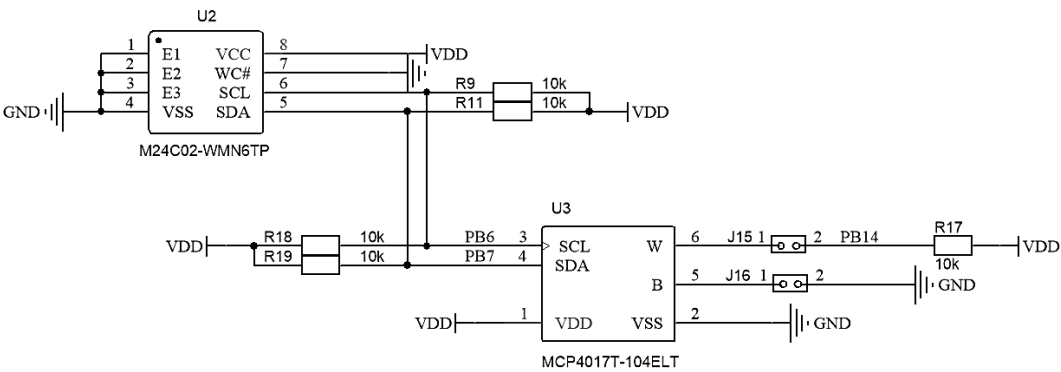 U2
1 E1 VCC 8 VDD
2 E2 WC# 7
3 E3 SCL 6 R9 10k
GND 4 VSS SDA 5 R11 10k VDD
M24C02-WMN6TP
U3
VDD R18 10k PB6 3 SCL W 6 J15 1 2 PB14 R17 VDD
R19 10k PB7 4 SDA 10k
B 5 J16 1 2 GND
VDD 1 VDD VSS 2 GND
MCP4017T-104ELT